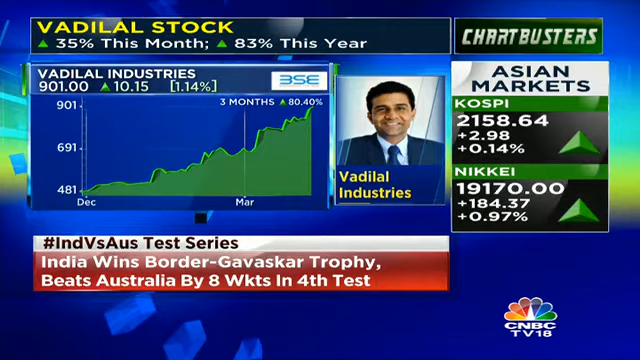 VADILAL STOCK
▲ 35% This Month; ▲ 83% This Year
CHARTBUSTERS
VADILAL INDUSTRIES
901.00 ▲ 10.15 [1.14%]
BSE
3 MONTHS ▲ 80.40%
901
691
481
Dec
Mar
Vadilal
Industries
ASIAN
MARKETS
KOSPI
2158.64
+2.98
+0.14%
NIKKEI
19170.00
+184.37
+0.97%
#IndVsAus Test Series
India Wins Border-Gavaskar Trophy,
Beats Australia By 8 Wkts In 4th Test
CNBC
TV18